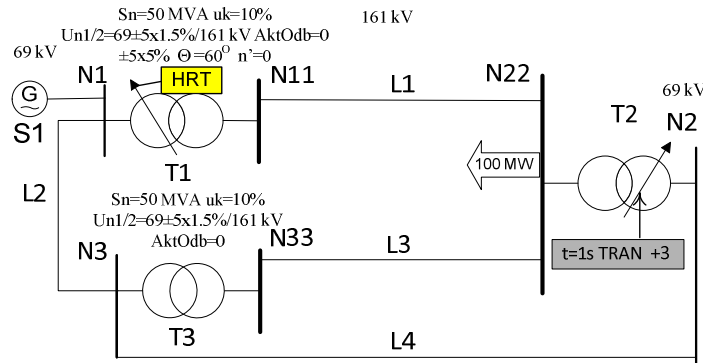 Sn=50 MVA uk=10%
Un1/2=69±5x1.5%/161 kV AktOdb=0
±5x5% Θ=60O n'=0
161 kV
69 kV
N1
HRT
N11
L1
N22
69 kV
T2
N2
G
S1
T1
100 MW
L2
Sn=50 MVA uk=10%
Un1/2=69±5x1.5%/161 kV
AktOdb=0
N3
N33
L3
t=1s TRAN +3
T3
L4